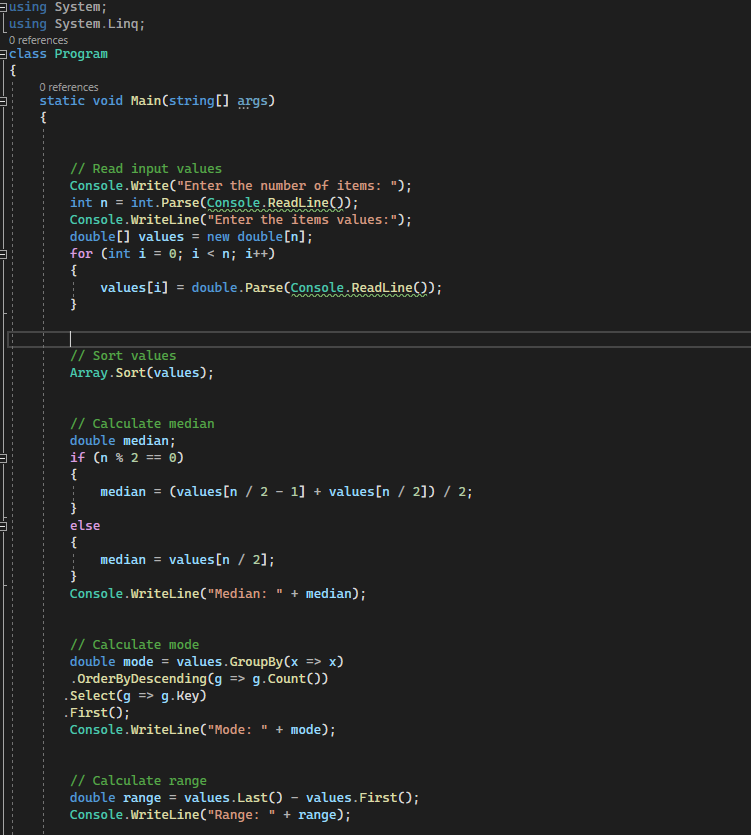 using System;
using System.Linq;
0 references
class Program
{
0 references
static void Main(string[] args)
{
// Read input values
Console.Write("Enter the number of items: ");
int n = int.Parse(Console.ReadLine());
Console.WriteLine("Enter the items values:");
double[] values = new double[n];
for (int i = 0; i < n; i++)
{
values[i] = double.Parse(Console.ReadLine());
}
// Sort values
Array.Sort(values);
// Calculate median
double median;
if (n % 2 == 0)
{
median = (values[n / 2 - 1] + values[n / 2]) / 2;
}
else
{
median = values[n / 2];
}
Console.WriteLine("Median: " + median);
// Calculate mode
double mode = values.GroupBy(x => x)
.OrderByDescending(g => g.Count())
.Select(g => g.Key)
.First();
Console.WriteLine("Mode: " + mode);
// Calculate range
double range = values.Last() - values.First();
Console.WriteLine("Range: " + range);